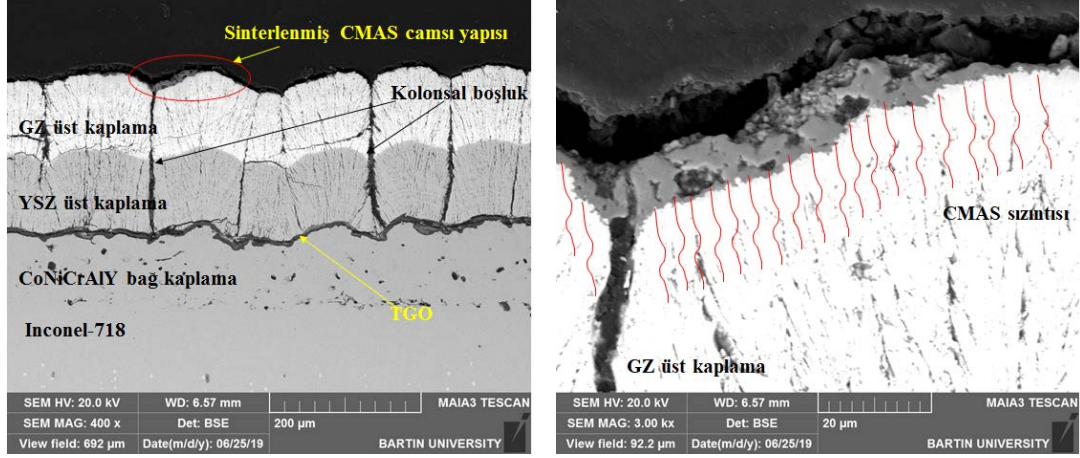 Sinterlenmiş CMAS camsı yapısı
Kolonsal boşluk
GZ üst kaplama
YSZ üst kaplama
CoNiCrAlY bağ kaplama
TGO
Inconel-718
SEM HV: 20.0 kV
WD: 6.57 mm
MAIA3 TESCAN
SEM MAG: 400 x
Det: BSE
200 µm
View field: 692 µm
Date(m/d/y): 06/25/19
BARTIN UNIVERSITY
CMAS sızıntısı
GZ üst kaplama
SEM HV: 20.0 kV
WD: 6.57 mm
MAIA3 TESCAN
SEM MAG: 3.00 kx
Det: BSE
20 µm
View field: 92.2 µm
Date(m/d/y): 06/25/19
BARTIN UNIVERSITY